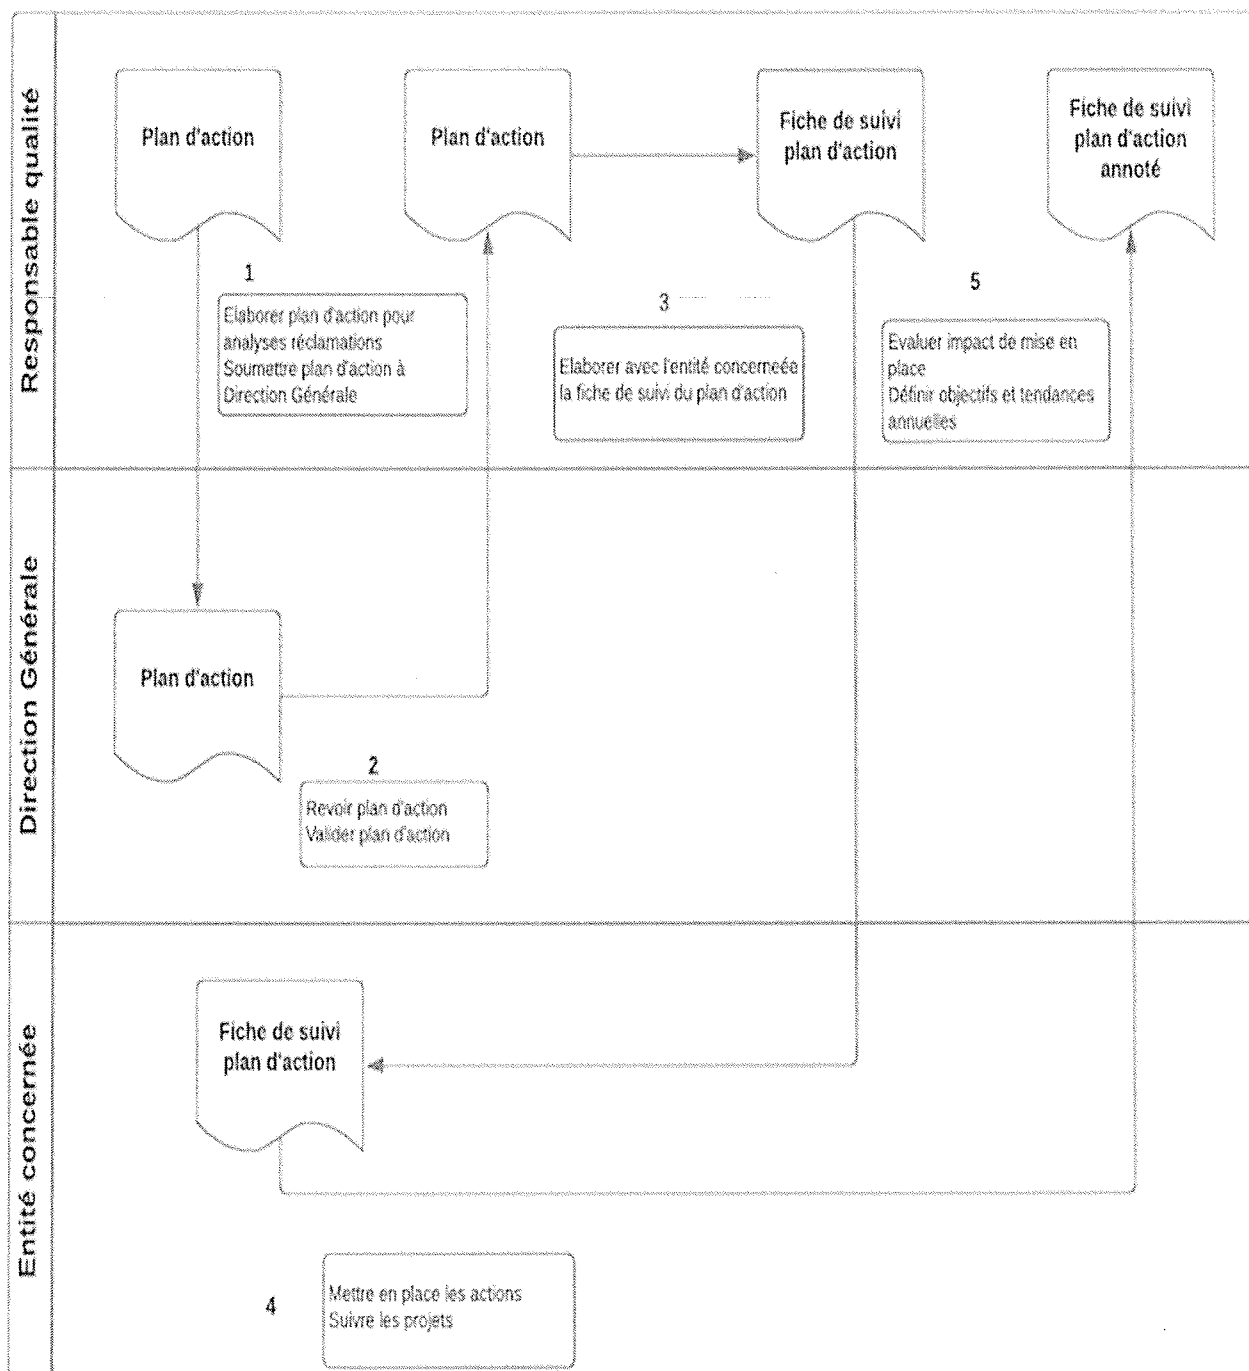 Responsable qualité
Plan d'action
Plan d'action
Fiche de suivi
plan d'action
Fiche de suivi
plan d'action
annoté
1
Elaborer plan d'action pour
analyses réclamations
Soumettre plan d'action à
Direction Générale
3
Elaborer avec l'entité concerneée
la fiche de suivi du plan d'action
5
Evaluer impact de mise en
place
Définir objectifs et tendances
annuelles
Direction Générale
Plan d'action
2
Revoir plan d'action
Valider plan d'action
Entité concernée
Fiche de suivi
plan d'action
4
Mettre en place les actions
Suivre les projets